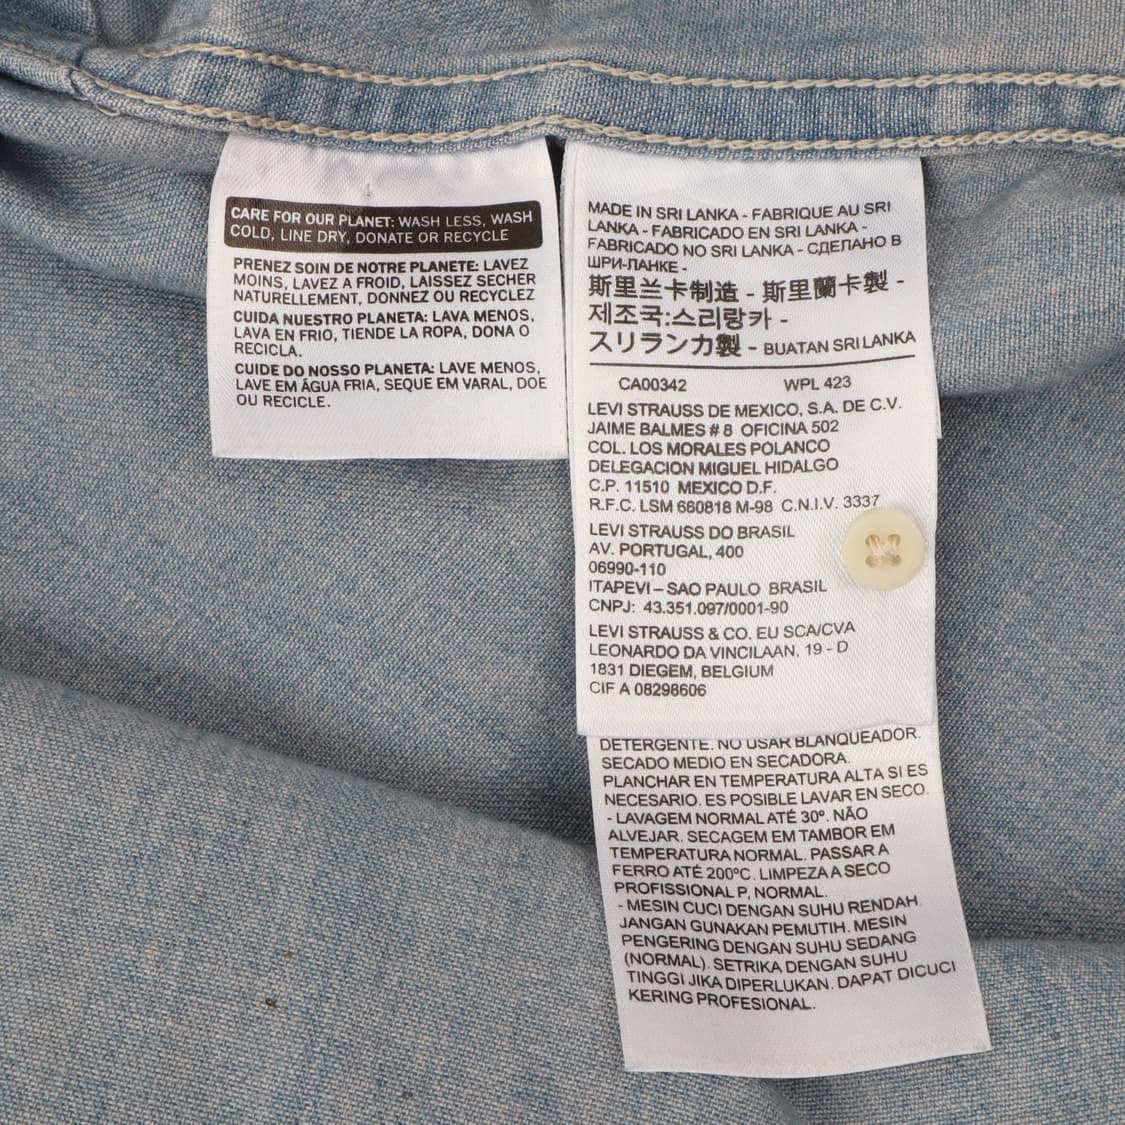 CARE FOR OUR PLANET: WASH LESS, WASH
COLD, LINE DRY, DONATE OR RECYCLE
PRENEZ SOIN DE NOTRE PLANETE: LAVEZ
MOINS, LAVEZ A FROID, LAISSEZ SECHER
NATURELLEMENT, DONNEZ OU RECYCLEZ
CUIDA NUESTRO PLANETA: LAVA MENOS,
LAVA EN FRIO, TIENDE LA ROPA, DONA O
RECICLA.
CUIDE DO NOSSO PLANETA: LAVE MENOS,
LAVE EM ÁGUA FRIA, SEQUE EM VARAL, DOE
OU RECICLE.
MADE IN SRI LANKA - FABRIQUE AU SRI
LANKA - FABRICADO EN SRI LANKA -
FABRICADO NO SRI LANKA - СДЕЛАНО В
ШРИ-ЛАНКЕ -
斯里兰卡制造 - 斯里蘭卡製 -
제조국:스리랑카 -
スリランカ製 - BUATAN SRI LANKA
CA00342 WPL 423
LEVI STRAUSS DE MEXICO, S.A. DE C.V.
JAIME BALMES # 8 OFICINA 502
COL. LOS MORALES POLANCO
DELEGACION MIGUEL HIDALGO
C.P. 11510 MEXICO D.F.
R.F.C. LSM 660818 M-98 C.N.I.V. 3337
LEVI STRAUSS DO BRASIL
AV. PORTUGAL, 400
06990-110
ITAPEVI – SAO PAULO BRASIL
CNPJ: 43.351.097/0001-90
LEVI STRAUSS & CO. EU SCA/CVA
LEONARDO DA VINCILAAN, 19 - D
1831 DIEGEM, BELGIUM
CIF A 08298606
DETERGENTE. NO USAR BLANQUEADOR.
SECADO MEDIO EN SECADORA.
PLANCHAR EN TEMPERATURA ALTA SI ES
NECESARIO. ES POSIBLE LAVAR EN SECO.
- LAVAGEM NORMAL ATÉ 30º. NÃO
ALVEJAR. SECAGEM EM TAMBOR EM
TEMPERATURA NORMAL. PASSAR A
FERRO ATÉ 200ºC. LIMPEZA A SECO
PROFISSIONAL P, NORMAL.
- MESIN CUCI DENGAN SUHU RENDAH
JANGAN GUNAKAN PEMUTIH. MESIN
PENGERING DENGAN SUHU SEDANG
(NORMAL). SETRIKA DENGAN SUHU
TINGGI JIKA DIPERLUKAN. DAPAT DICUCI
KERING PROFESIONAL.